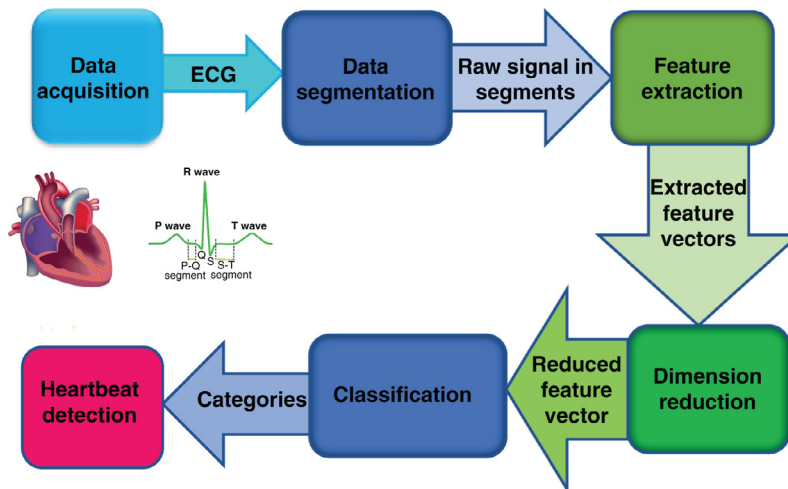 Data
acquisition
ECG
Data
segmentation
Raw signal in
segments
Feature
extraction
Extracted
feature
vectors
R wave
P wave
T wave
Q
S
P-Q
segment
S-T
segment
Heartbeat
detection
Categories
Classification
Reduced
feature
vector
Dimension
reduction